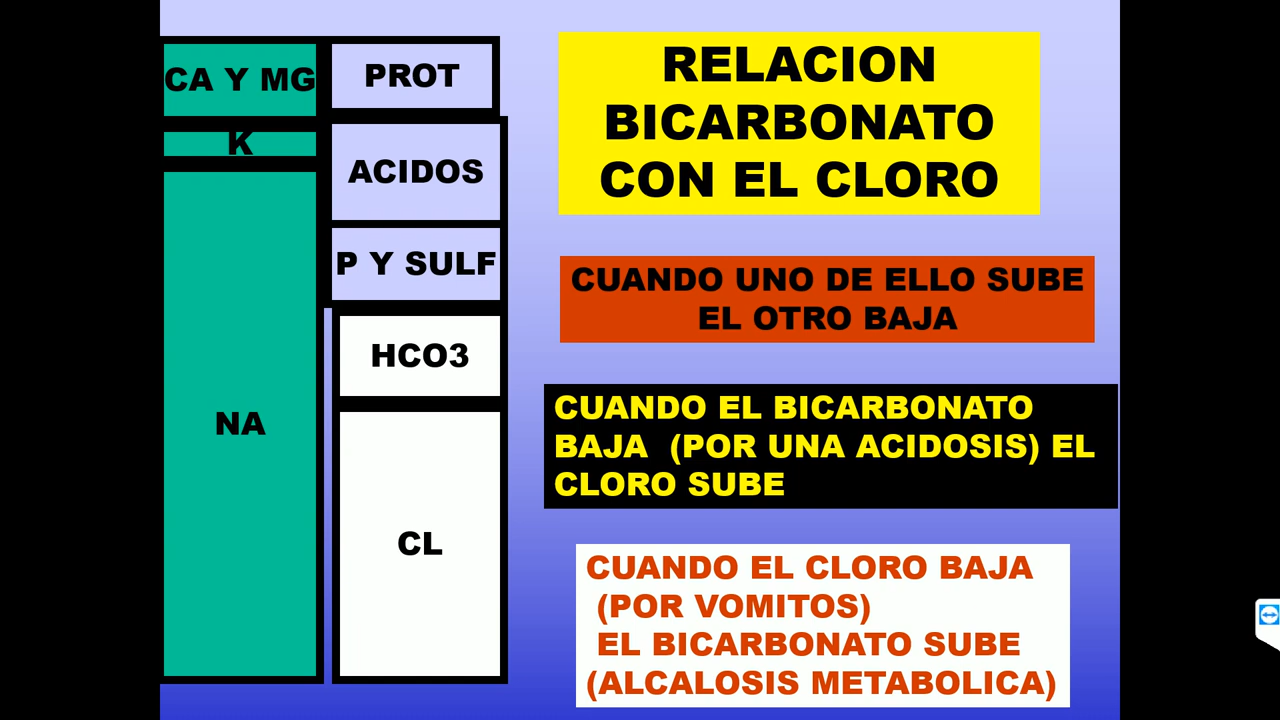 CA Y MG
K
NA
PROT
ACIDOS
P Y SULF
HCO3
CL
RELACION
BICARBONATO
CON EL CLORO
CUANDO UNO DE ELLO SUBE
EL OTRO BAJA
CUANDO EL BICARBONATO
BAJA (POR UNA ACIDOSIS) EL
CLORO SUBE
CUANDO EL CLORO BAJA
(POR VOMITOS)
EL BICARBONATO SUBE
(ALCALOSIS METABOLICA)